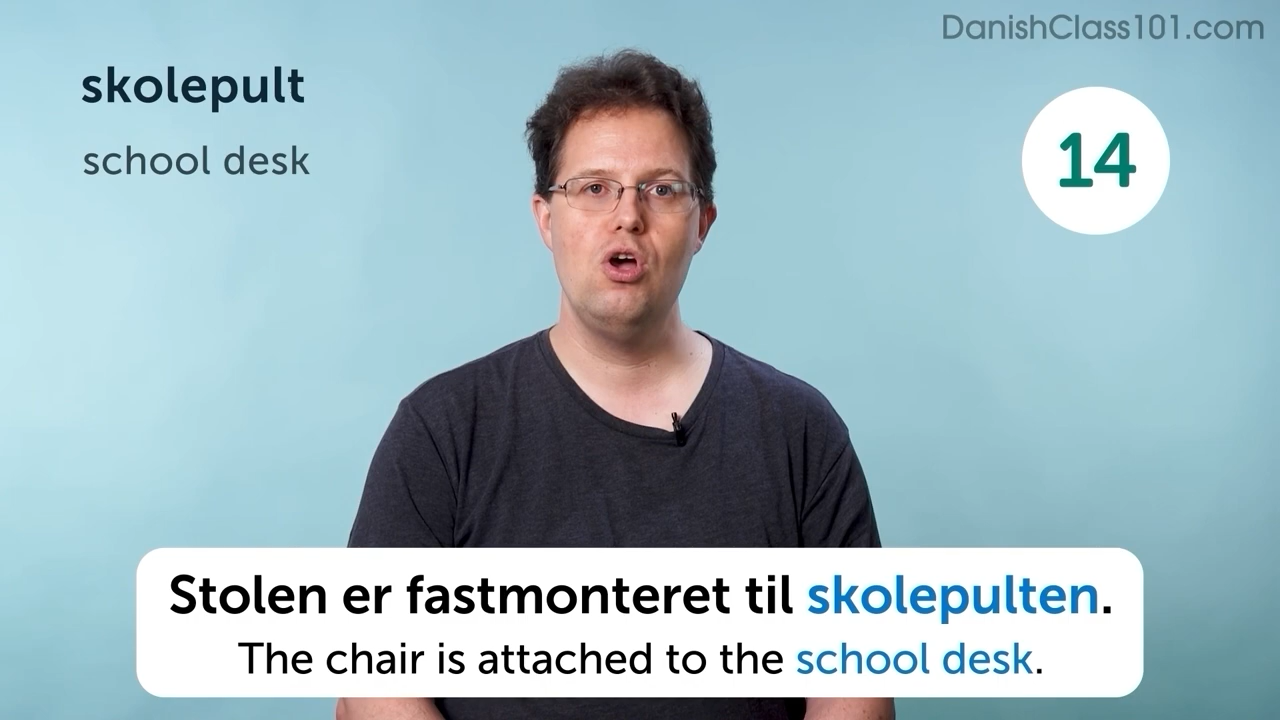 DanishClass101.com
skolepult
school desk
14
Stolen er fastmonteret til skolepulten.
The chair is attached to the school desk.